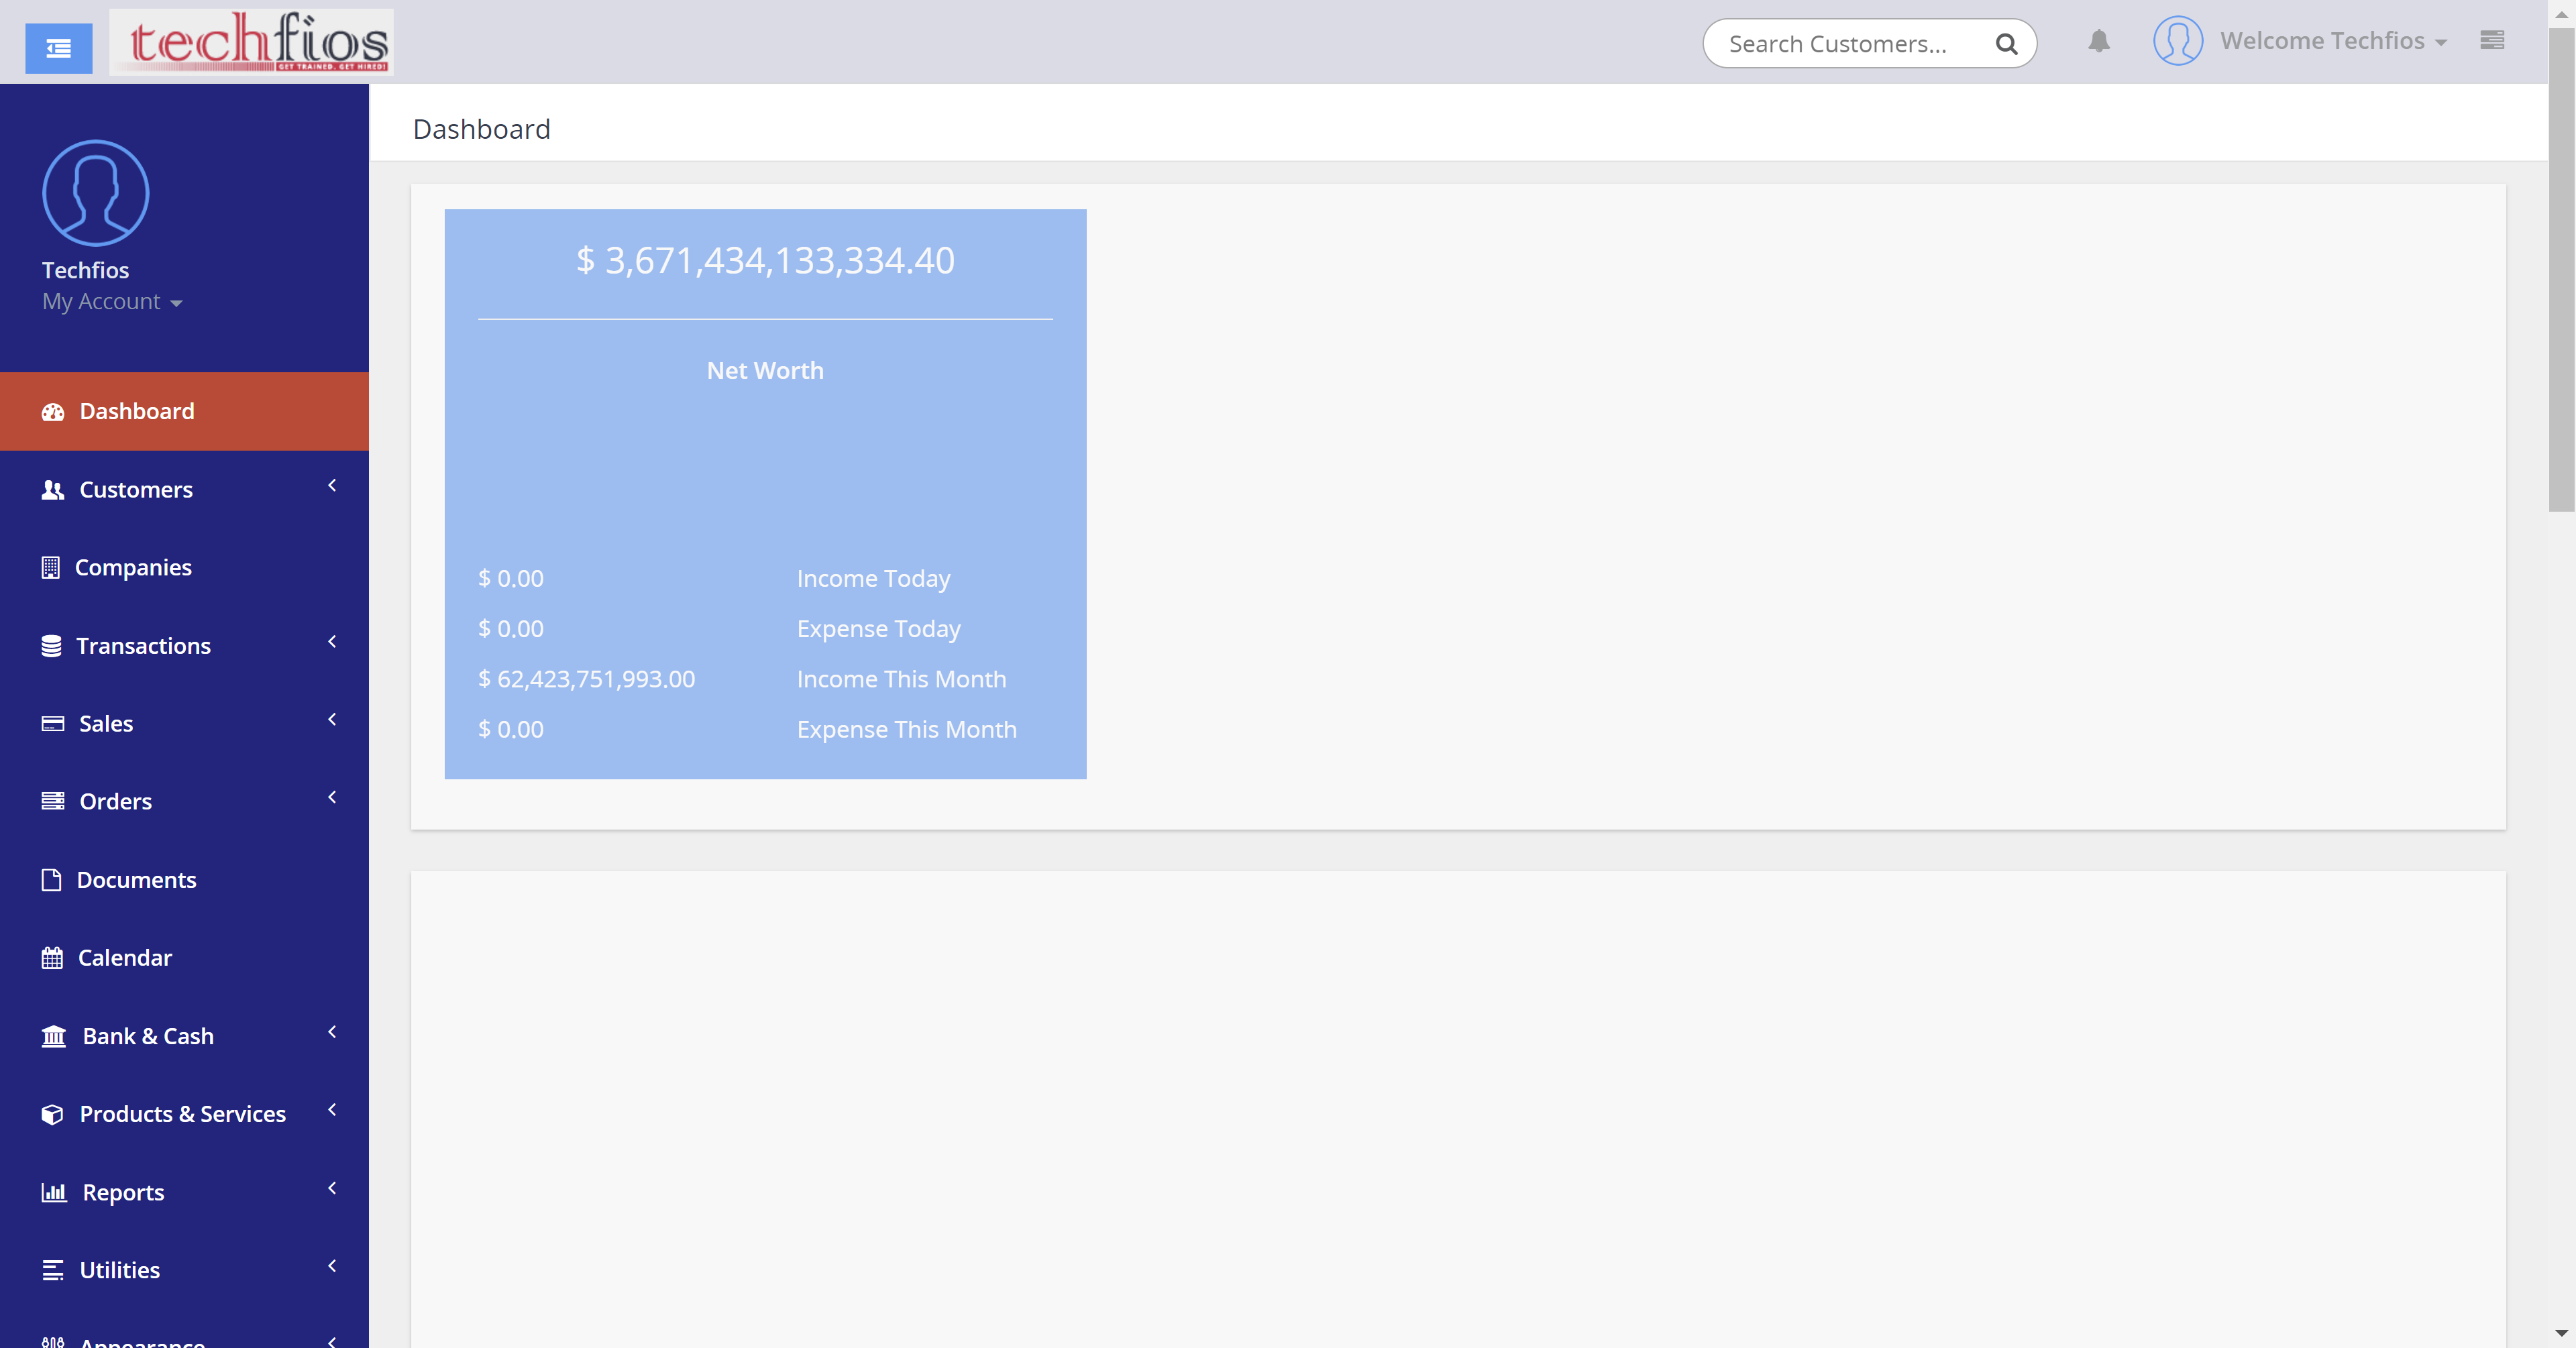 techfios
GET TRAINED. GET HIRED!
Search Customers...
Welcome Techfios
Techfios
My Account
Dashboard
Customers
Companies
Transactions
Sales
Orders
Documents
Calendar
Bank & Cash
Products & Services
Reports
Utilities
Appearance
Dashboard
$ 3,671,434,133,334.40
Net Worth
$ 0.00 Income Today
$ 0.00 Expense Today
$ 62,423,751,993.00 Income This Month
$ 0.00 Expense This Month